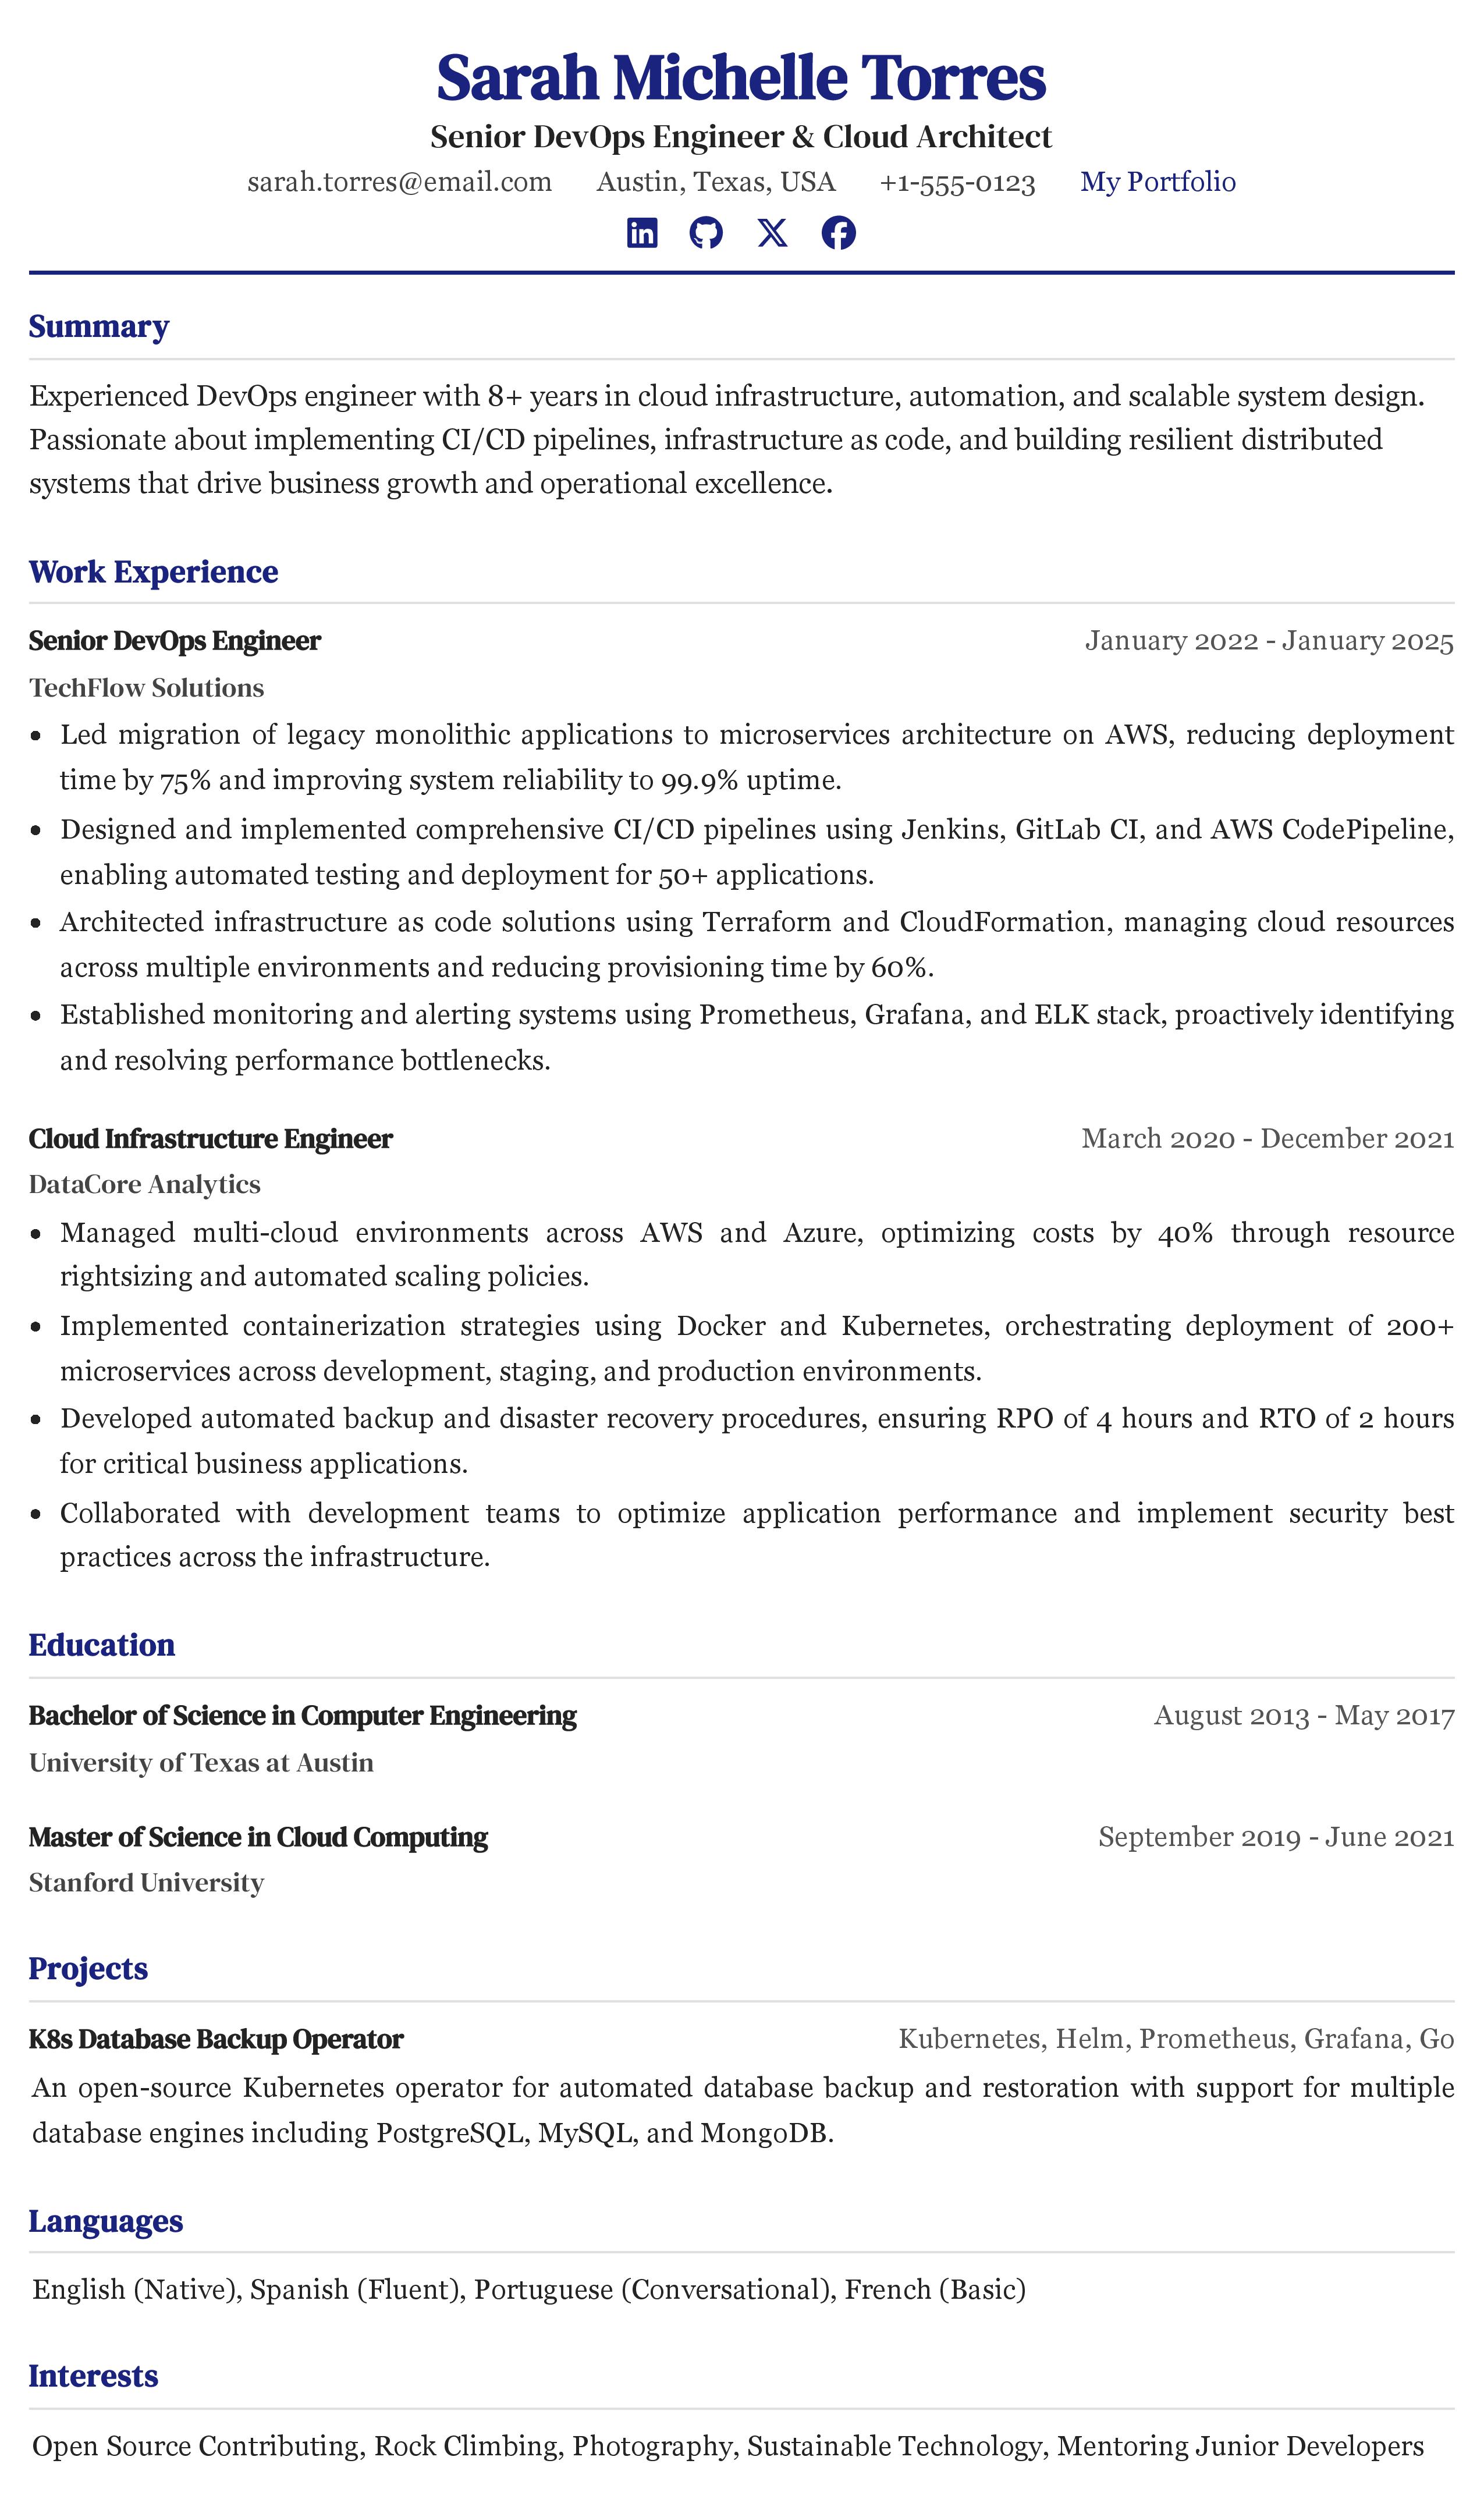 Sarah Michelle Torres
Senior DevOps Engineer & Cloud Architect
sarah.torres@email.com Austin, Texas, USA +1-555-0123 My Portfolio
Summary
Experienced DevOps engineer with 8+ years in cloud infrastructure, automation, and scalable system design.
Passionate about implementing CI/CD pipelines, infrastructure as code, and building resilient distributed
systems that drive business growth and operational excellence.
Work Experience
Senior DevOps Engineer January 2022 - January 2025
TechFlow Solutions
• Led migration of legacy monolithic applications to microservices architecture on AWS, reducing deployment
time by 75% and improving system reliability to 99.9% uptime.
• Designed and implemented comprehensive CI/CD pipelines using Jenkins, GitLab CI, and AWS CodePipeline,
enabling automated testing and deployment for 50+ applications.
• Architected infrastructure as code solutions using Terraform and CloudFormation, managing cloud resources
across multiple environments and reducing provisioning time by 60%.
• Established monitoring and alerting systems using Prometheus, Grafana, and ELK stack, proactively identifying
and resolving performance bottlenecks.
Cloud Infrastructure Engineer March 2020 - December 2021
DataCore Analytics
• Managed multi-cloud environments across AWS and Azure, optimizing costs by 40% through resource
rightsizing and automated scaling policies.
• Implemented containerization strategies using Docker and Kubernetes, orchestrating deployment of 200+
microservices across development, staging, and production environments.
• Developed automated backup and disaster recovery procedures, ensuring RPO of 4 hours and RTO of 2 hours
for critical business applications.
• Collaborated with development teams to optimize application performance and implement security best
practices across the infrastructure.
Education
Bachelor of Science in Computer Engineering August 2013 - May 2017
University of Texas at Austin
Master of Science in Cloud Computing September 2019 - June 2021
Stanford University
Projects
K8s Database Backup Operator Kubernetes, Helm, Prometheus, Grafana, Go
An open-source Kubernetes operator for automated database backup and restoration with support for multiple
database engines including PostgreSQL, MySQL, and MongoDB.
Languages
English (Native), Spanish (Fluent), Portuguese (Conversational), French (Basic)
Interests
Open Source Contributing, Rock Climbing, Photography, Sustainable Technology, Mentoring Junior Developers